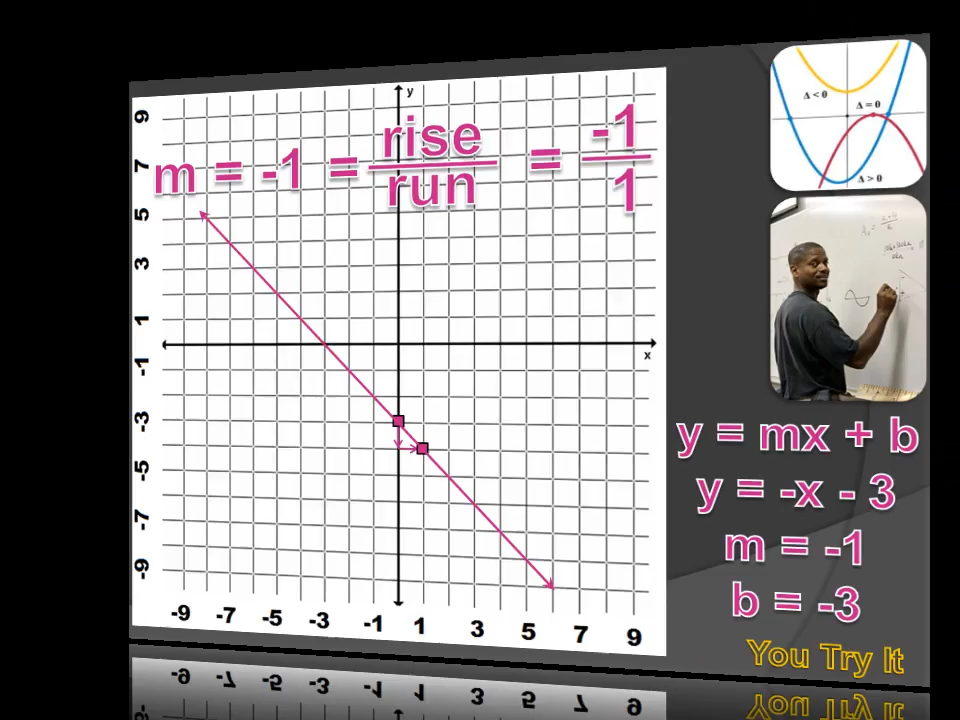 y
m = -1 = rise/run = -1/1
9
7
5
3
1
-1
-3
-5
-7
-9
x
-9 -7 -5 -3 -1 1 3 5 7 9
Δ < 0
Δ = 0
Δ > 0
y = mx + b
y = -x - 3
m = -1
b = -3
You Try It